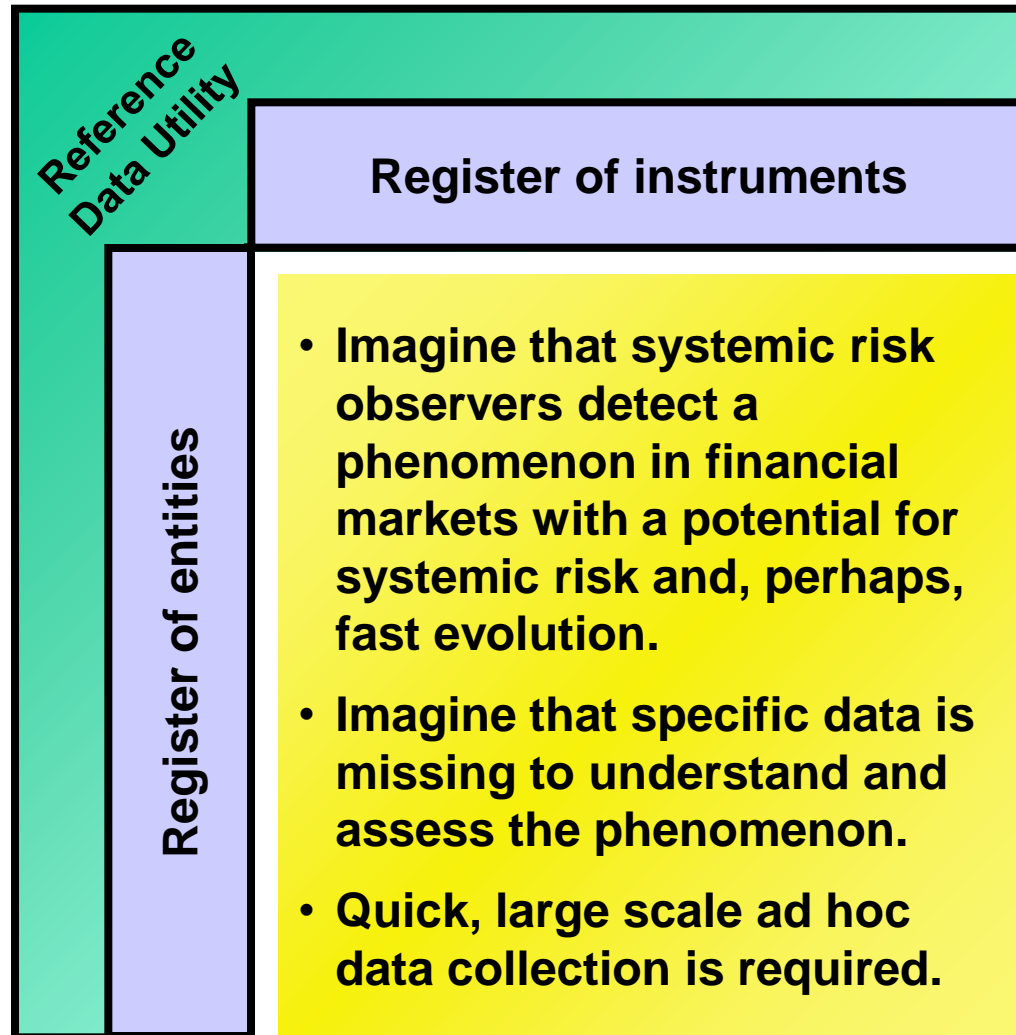 Reference
Data Utility
Register of instruments
Register of entities
• Imagine that systemic risk
observers detect a
phenomenon in financial
markets with a potential for
systemic risk and, perhaps,
fast evolution.
• Imagine that specific data is
missing to understand and
assess the phenomenon.
• Quick, large scale ad hoc
data collection is required.